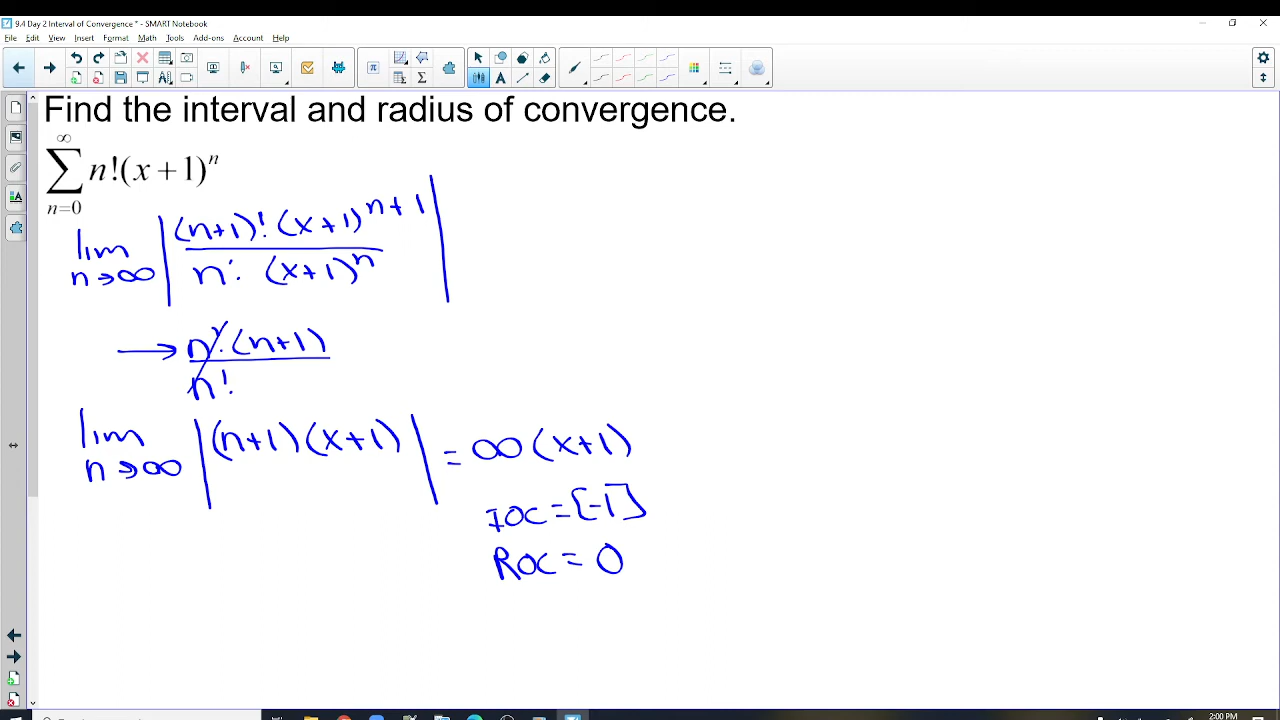 9.4 Day 2 Interval of Convergence * - SMART Notebook
File Edit View Insert Format Math Tools Add-ons Account Help
Find the interval and radius of convergence.
∞
∑ n!(x+1)ⁿ
n=0
lim n→∞ | (n+1)! (x+1)^(n+1) / n! (x+1)^n |
→ n! (n+1) / n!
lim n→∞ | (n+1)(x+1) | = ∞(x+1)
IOC = [-1]
ROC = 0
2:00 PM